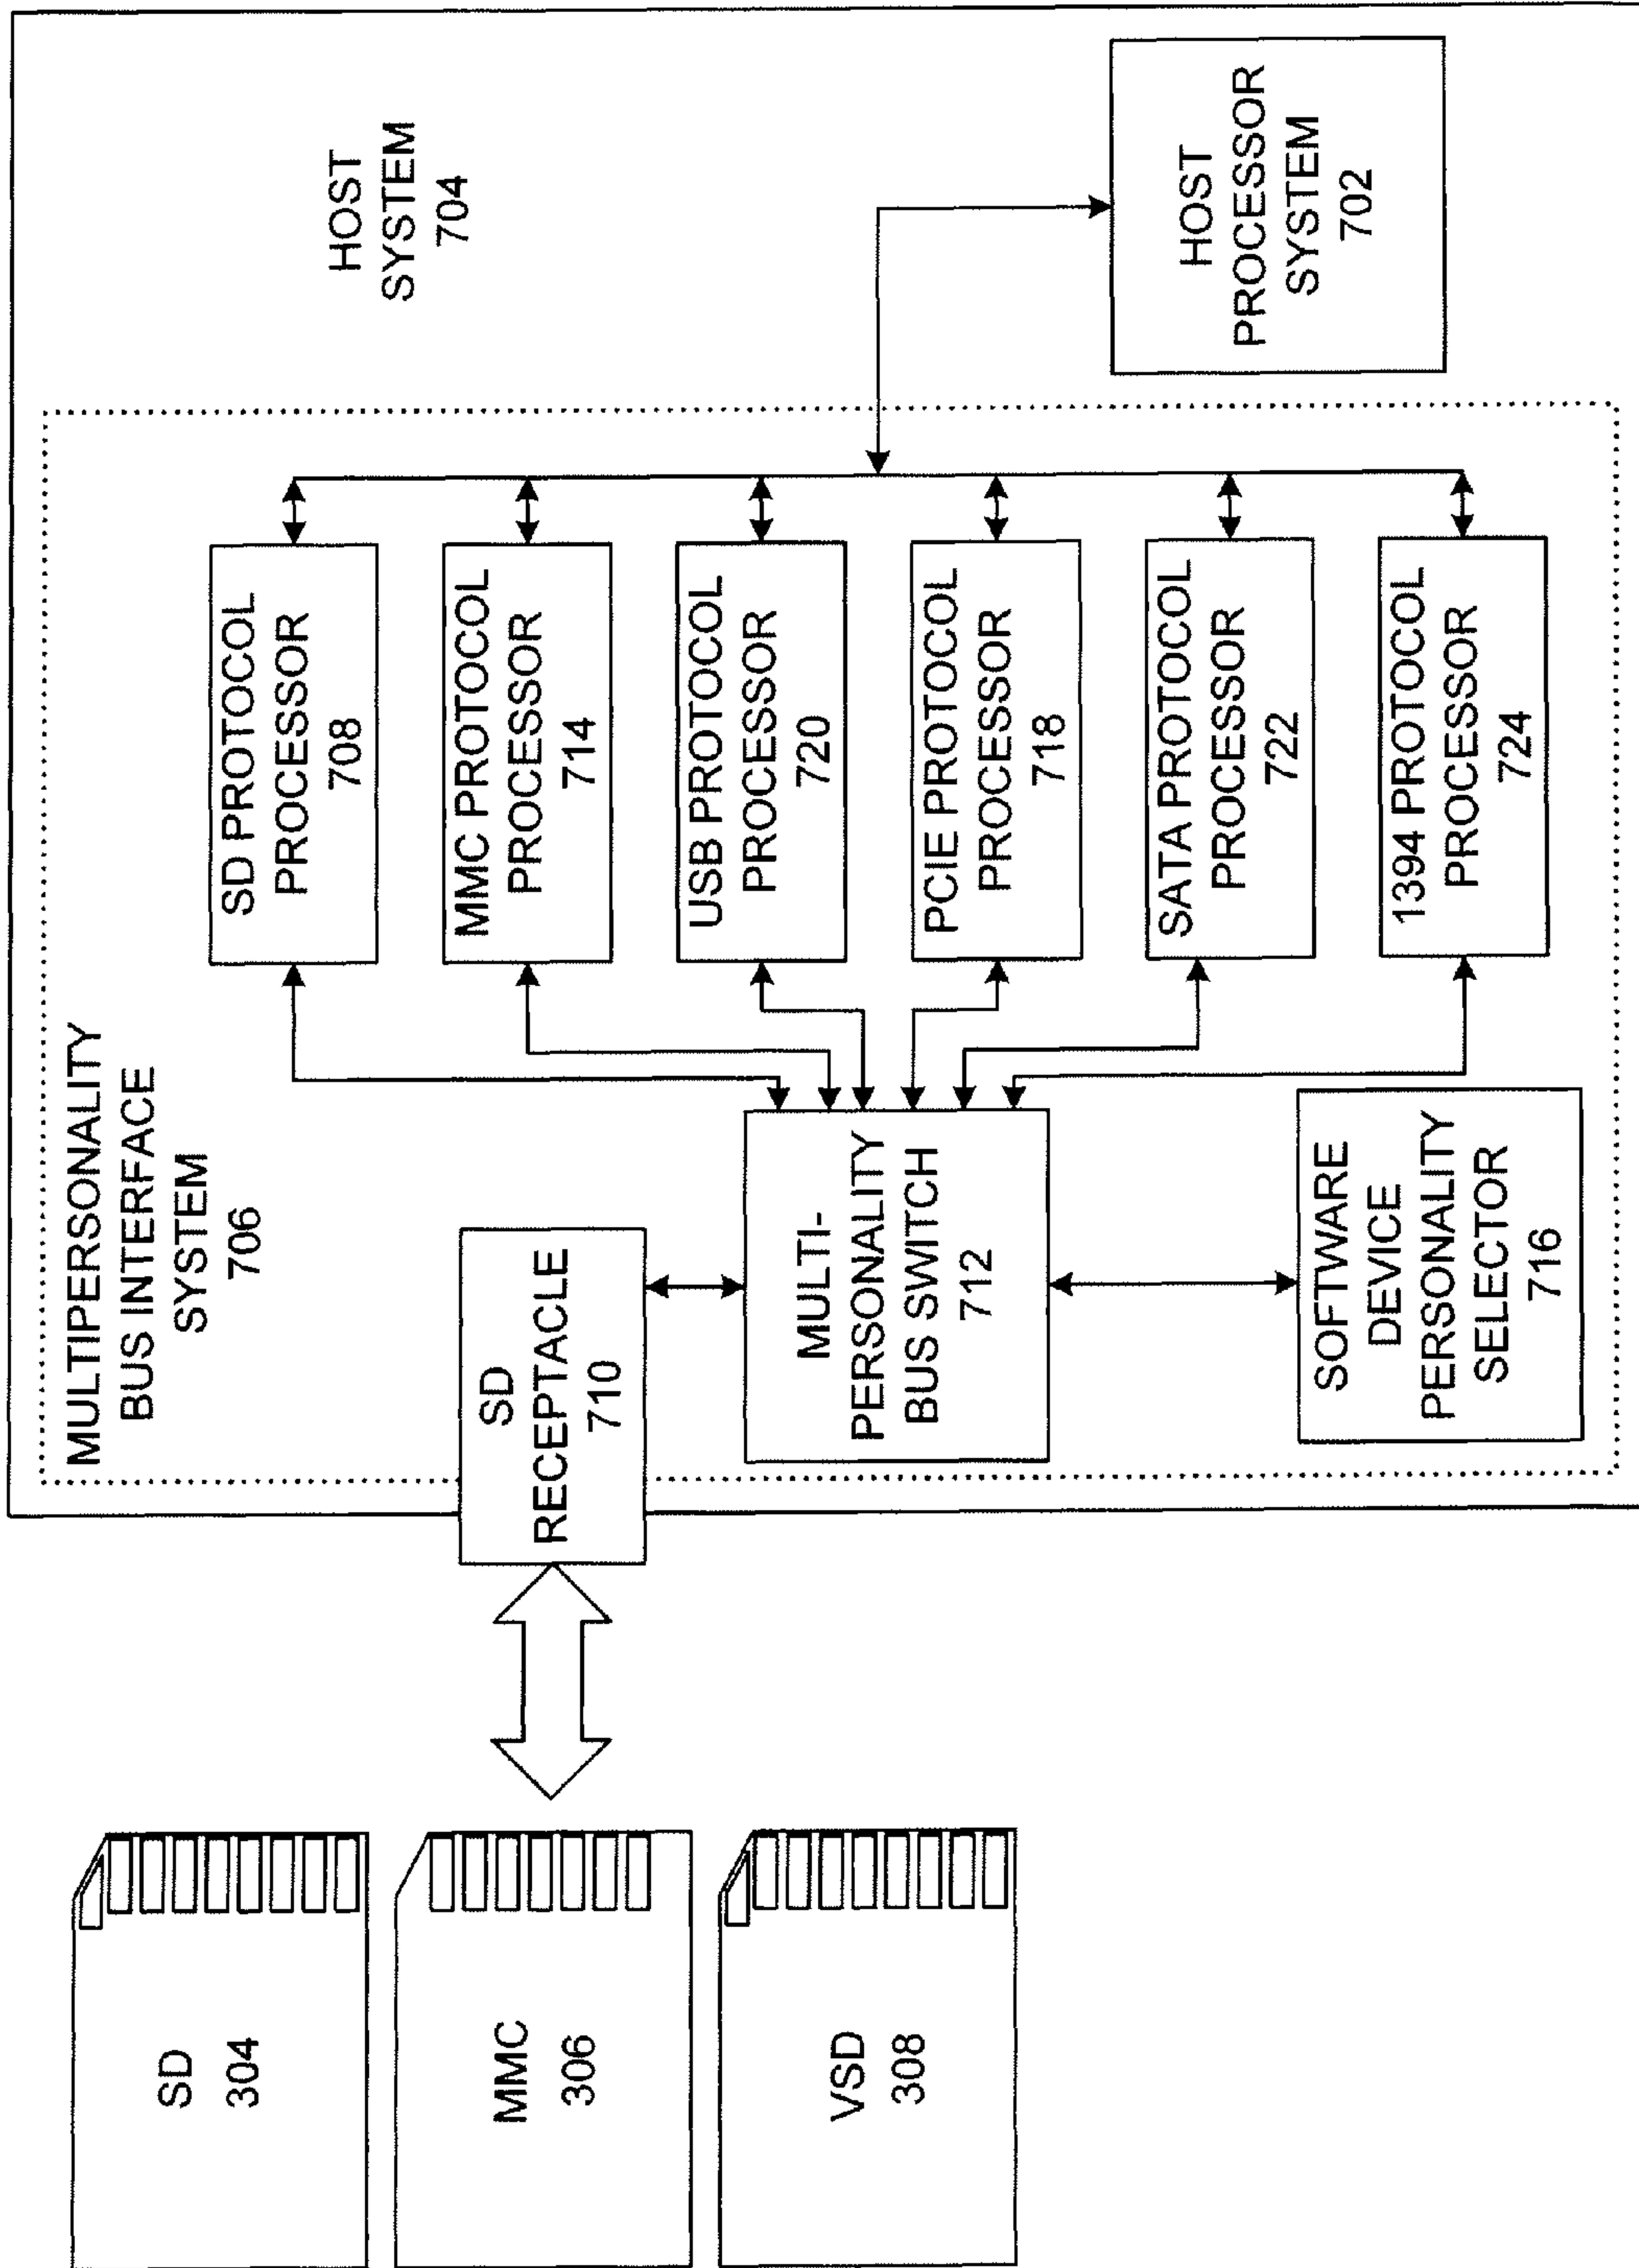 SD
304
MMC
306
VSD
308
MULTIPERSONALITY
BUS INTERFACE
SYSTEM
706
SD
RECEPTACLE
710
MULTI-
PERSONALITY
BUS SWITCH
712
SOFTWARE
DEVICE
PERSONALITY
SELECTOR
716
SD PROTOCOL
PROCESSOR
708
MMC PROTOCOL
PROCESSOR
714
USB PROTOCOL
PROCESSOR
720
PCIE PROTOCOL
PROCESSOR
718
SATA PROTOCOL
PROCESSOR
722
1394 PROTOCOL
PROCESSOR
724
HOST
SYSTEM
704
HOST
PROCESSOR
SYSTEM
702